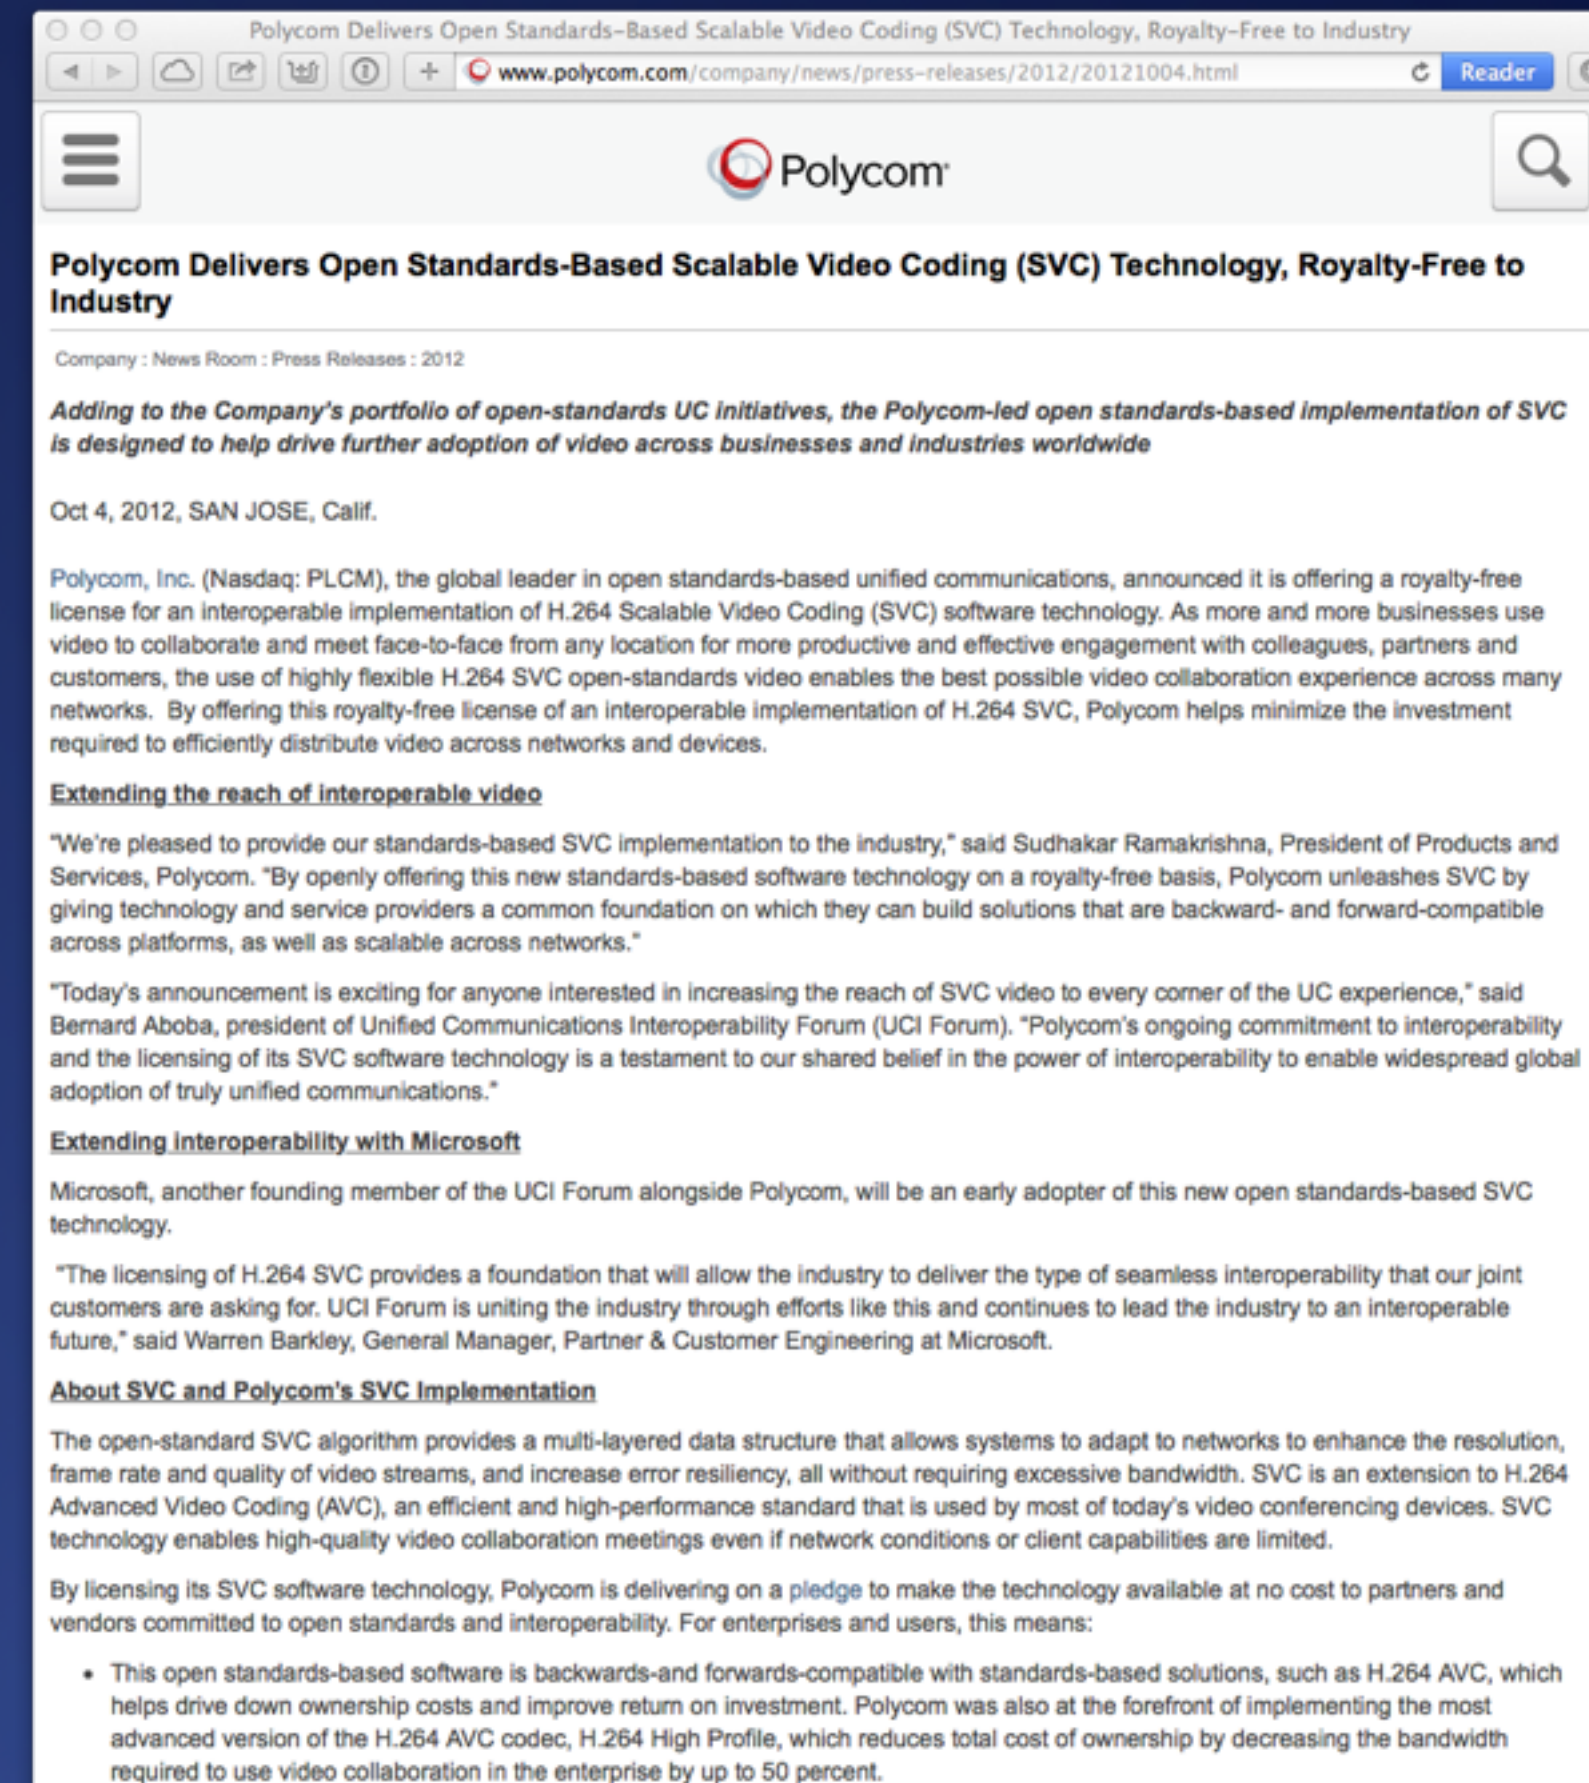 Polycom Delivers Open Standards-Based Scalable Video Coding (SVC) Technology, Royalty-Free to Industry
www.polycom.com/company/news/press-releases/2012/20121004.html
Reader
Polycom
Polycom Delivers Open Standards-Based Scalable Video Coding (SVC) Technology, Royalty-Free to
Industry
Company : News Room : Press Releases : 2012
Adding to the Company's portfolio of open-standards UC initiatives, the Polycom-led open standards-based implementation of SVC
is designed to help drive further adoption of video across businesses and industries worldwide
Oct 4, 2012, SAN JOSE, Calif.
Polycom, Inc. (Nasdaq: PLCM), the global leader in open standards-based unified communications, announced it is offering a royalty-free
license for an interoperable implementation of H.264 Scalable Video Coding (SVC) software technology. As more and more businesses use
video to collaborate and meet face-to-face from any location for more productive and effective engagement with colleagues, partners and
customers, the use of highly flexible H.264 SVC open-standards video enables the best possible video collaboration experience across many
networks.  By offering this royalty-free license of an interoperable implementation of H.264 SVC, Polycom helps minimize the investment
required to efficiently distribute video across networks and devices.
Extending the reach of interoperable video
"We're pleased to provide our standards-based SVC implementation to the industry," said Sudhakar Ramakrishna, President of Products and
Services, Polycom. "By openly offering this new standards-based software technology on a royalty-free basis, Polycom unleashes SVC by
giving technology and service providers a common foundation on which they can build solutions that are backward- and forward-compatible
across platforms, as well as scalable across networks."
"Today's announcement is exciting for anyone interested in increasing the reach of SVC video to every corner of the UC experience," said
Bernard Aboba, president of Unified Communications Interoperability Forum (UCI Forum). "Polycom's ongoing commitment to interoperability
and the licensing of its SVC software technology is a testament to our shared belief in the power of interoperability to enable widespread global
adoption of truly unified communications."
Extending interoperability with Microsoft
Microsoft, another founding member of the UCI Forum alongside Polycom, will be an early adopter of this new open standards-based SVC
technology.
"The licensing of H.264 SVC provides a foundation that will allow the industry to deliver the type of seamless interoperability that our joint
customers are asking for. UCI Forum is uniting the industry through efforts like this and continues to lead the industry to an interoperable
future," said Warren Barkley, General Manager, Partner & Customer Engineering at Microsoft.
About SVC and Polycom's SVC Implementation
The open-standard SVC algorithm provides a multi-layered data structure that allows systems to adapt to networks to enhance the resolution,
frame rate and quality of video streams, and increase error resiliency, all without requiring excessive bandwidth. SVC is an extension to H.264
Advanced Video Coding (AVC), an efficient and high-performance standard that is used by most of today's video conferencing devices. SVC
technology enables high-quality video collaboration meetings even if network conditions or client capabilities are limited.
By licensing its SVC software technology, Polycom is delivering on a pledge to make the technology available at no cost to partners and
vendors committed to open standards and interoperability. For enterprises and users, this means:
• This open standards-based software is backwards-and forwards-compatible with standards-based solutions, such as H.264 AVC, which
helps drive down ownership costs and improve return on investment. Polycom was also at the forefront of implementing the most
advanced version of the H.264 AVC codec, H.264 High Profile, which reduces total cost of ownership by decreasing the bandwidth
required to use video collaboration in the enterprise by up to 50 percent.